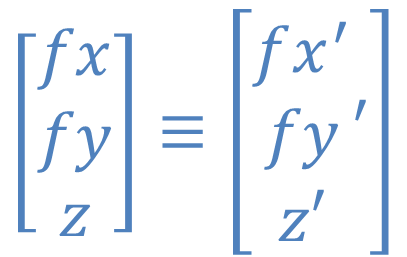 [fx fy z] ≡ [fx′ fy′ z′]